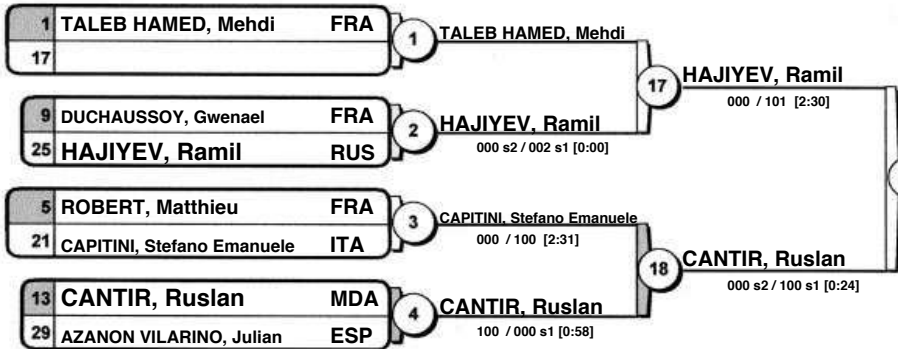 1 TALEB HAMED, Mehdi FRA
17
1
TALEB HAMED, Mehdi
9 DUCHAUSSOY, Gwenael FRA
25 HAJIYEV, Ramil RUS
2
HAJIYEV, Ramil
000 s2 / 002 s1 [0:00]
17
HAJIYEV, Ramil
000 / 101 [2:30]
5 ROBERT, Matthieu FRA
21 CAPITINI, Stefano Emanuele ITA
3
CAPITINI, Stefano Emanuele
000 / 100 [2:31]
13 CANTIR, Ruslan MDA
29 AZANON VILARINO, Julian ESP
4
CANTIR, Ruslan
100 / 000 s1 [0:58]
18
CANTIR, Ruslan
000 s2 / 100 s1 [0:24]